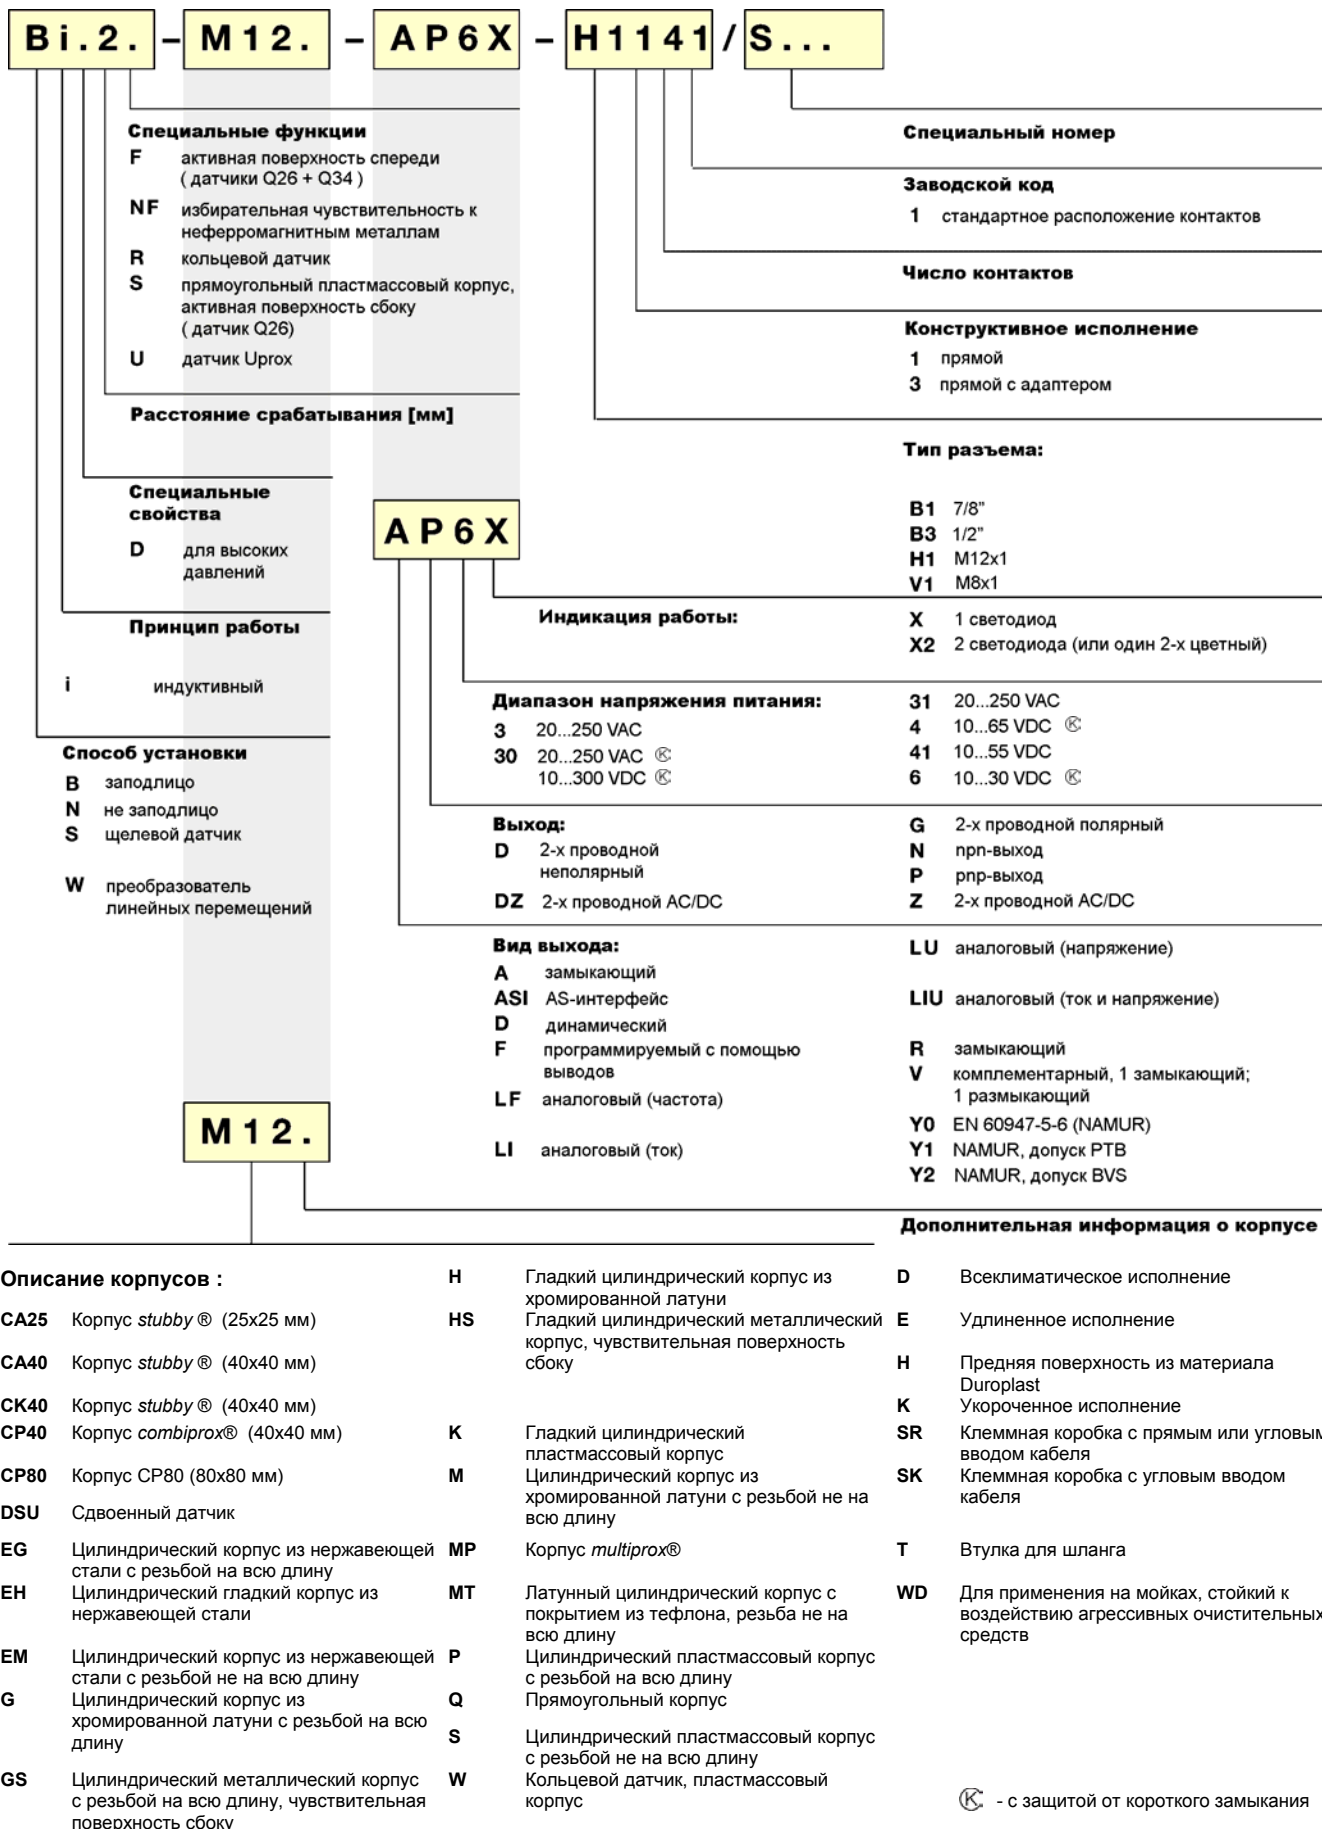 Bi.2. – M12. – AP6X – H1141 / S...
Специальные функции
F активная поверхность спереди
( датчики Q26 + Q34 )
NF избирательная чувствительность к
неферромагнитным металлам
R кольцевой датчик
S прямоугольный пластмассовый корпус,
активная поверхность сбоку
( датчик Q26)
U датчик Uprox
Расстояние срабатывания [мм]
Специальные
свойства
D для высоких
давлений
Принцип работы
i индуктивный
Способ установки
B заподлицо
N не заподлицо
S щелевой датчик
W преобразователь
линейных перемещений
Специальный номер
Заводской код
1 стандартное расположение контактов
Число контактов
Конструктивное исполнение
1 прямой
3 прямой с адаптером
Тип разъема:
B1 7/8"
B3 1/2"
H1 M12x1
V1 M8x1
AP6X
Индикация работы:
X 1 светодиод
X2 2 светодиода (или один 2-х цветный)
Диапазон напряжения питания:
3 20...250 VAC
30 20...250 VAC Ⓚ
10...300 VDC Ⓚ
31 20...250 VAC
4 10...65 VDC Ⓚ
41 10...55 VDC
6 10...30 VDC Ⓚ
Выход:
D 2-х проводной
неполярный
DZ 2-х проводной AC/DC
G 2-х проводной полярный
N npn-выход
P pnp-выход
Z 2-х проводной AC/DC
Вид выхода:
A замыкающий
ASI AS-интерфейс
D динамический
F программируемый с помощью
выводов
LF аналоговый (частота)
LI аналоговый (ток)
LU аналоговый (напряжение)
LIU аналоговый (ток и напряжение)
R замыкающий
V комплементарный, 1 замыкающий;
1 размыкающий
Y0 EN 60947-5-6 (NAMUR)
Y1 NAMUR, допуск PTB
Y2 NAMUR, допуск BVS
M12.
Дополнительная информация о корпусе
Описание корпусов :
CA25 Корпус stubby ® (25x25 мм)
CA40 Корпус stubby ® (40x40 мм)
CK40 Корпус stubby ® (40x40 мм)
CP40 Корпус combiprox® (40x40 мм)
CP80 Корпус CP80 (80x80 мм)
DSU Сдвоенный датчик
EG Цилиндрический корпус из нержавеющей
стали с резьбой на всю длину
EH Цилиндрический гладкий корпус из
нержавеющей стали
EM Цилиндрический корпус из нержавеющей
стали с резьбой не на всю длину
G Цилиндрический корпус из
хромированной латуни с резьбой на всю
длину
GS Цилиндрический металлический корпус
с резьбой на всю длину, чувствительная
поверхность сбоку
H Гладкий цилиндрический корпус из
хромированной латуни
HS Гладкий цилиндрический металлический
корпус, чувствительная поверхность
сбоку
K Гладкий цилиндрический
пластмассовый корпус
M Цилиндрический корпус из
хромированной латуни с резьбой не на
всю длину
MP Корпус multiprox®
MT Латунный цилиндрический корпус с
покрытием из тефлона, резьба не на
всю длину
P Цилиндрический пластмассовый корпус
с резьбой на всю длину
Q Прямоугольный корпус
S Цилиндрический пластмассовый корпус
с резьбой не на всю длину
W Кольцевой датчик, пластмассовый
корпус
D Всеклиматическое исполнение
E Удлиненное исполнение
H Предняя поверхность из материала
Duroplast
K Укороченное исполнение
SR Клеммная коробка с прямым или угловым
вводом кабеля
SK Клеммная коробка с угловым вводом
кабеля
T Втулка для шланга
WD Для применения на мойках, стойкий к
воздействию агрессивных очистительных
средств
Ⓚ - с защитой от короткого замыкания